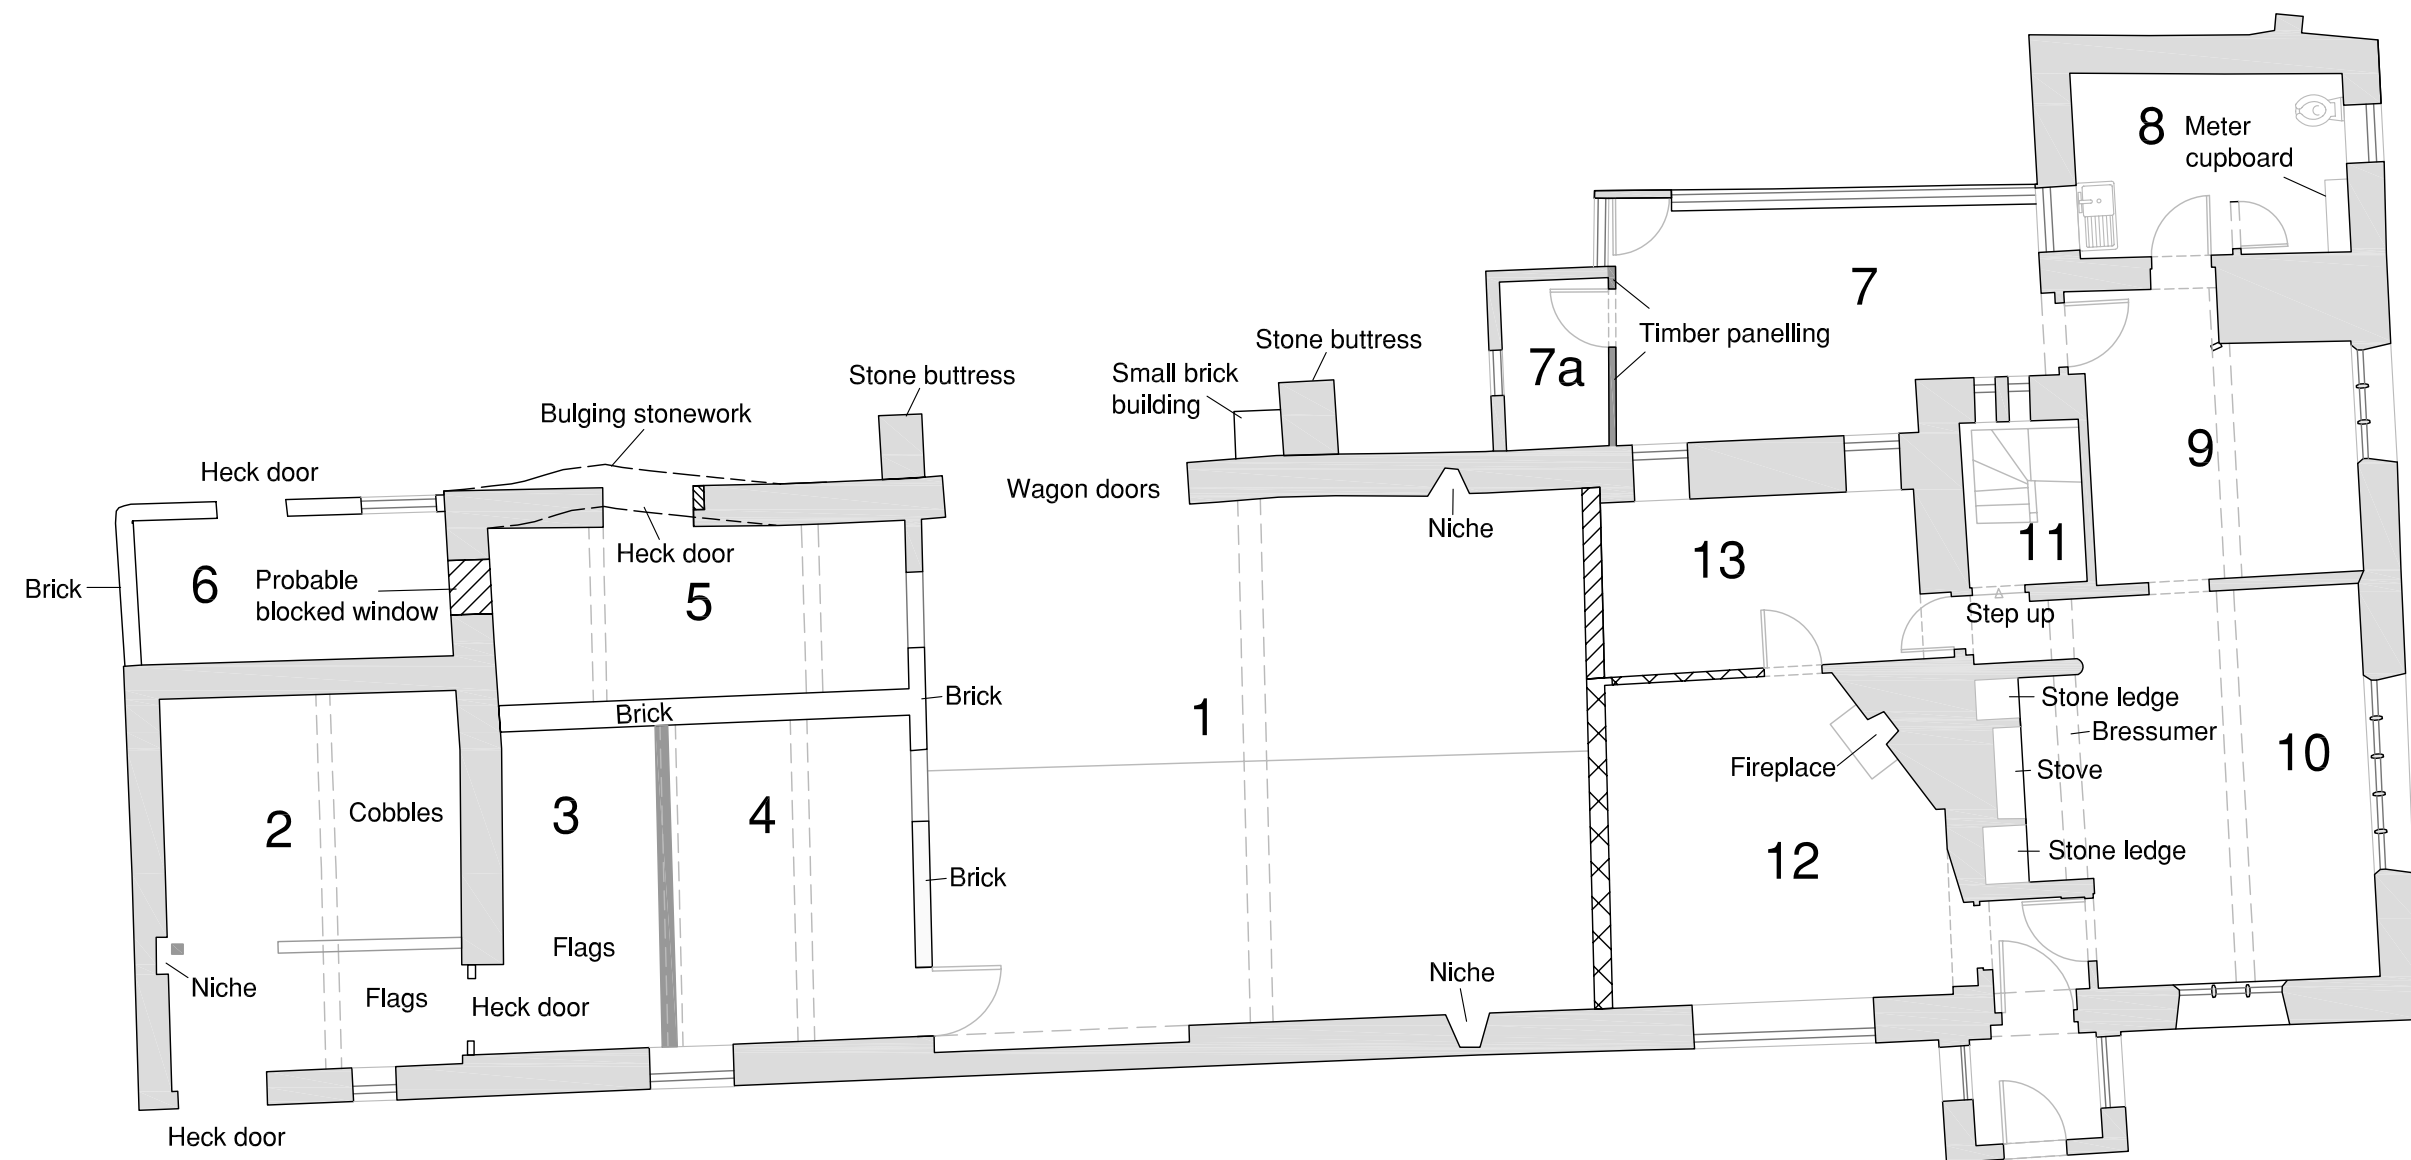 8
Meter
cupboard
7
Timber panelling
Stone buttress
7a
Small brick
building
Stone buttress
Bulging stonework
9
Heck door
Wagon doors
Niche
Heck door
13
11
Brick
6
Probable
blocked window
5
Step up
Brick
Brick
1
Stone ledge
Bressumer
10
Fireplace
Stove
2
Cobbles
3
4
12
Stone ledge
Brick
Flags
Niche
Flags
Heck door
Niche
Heck door